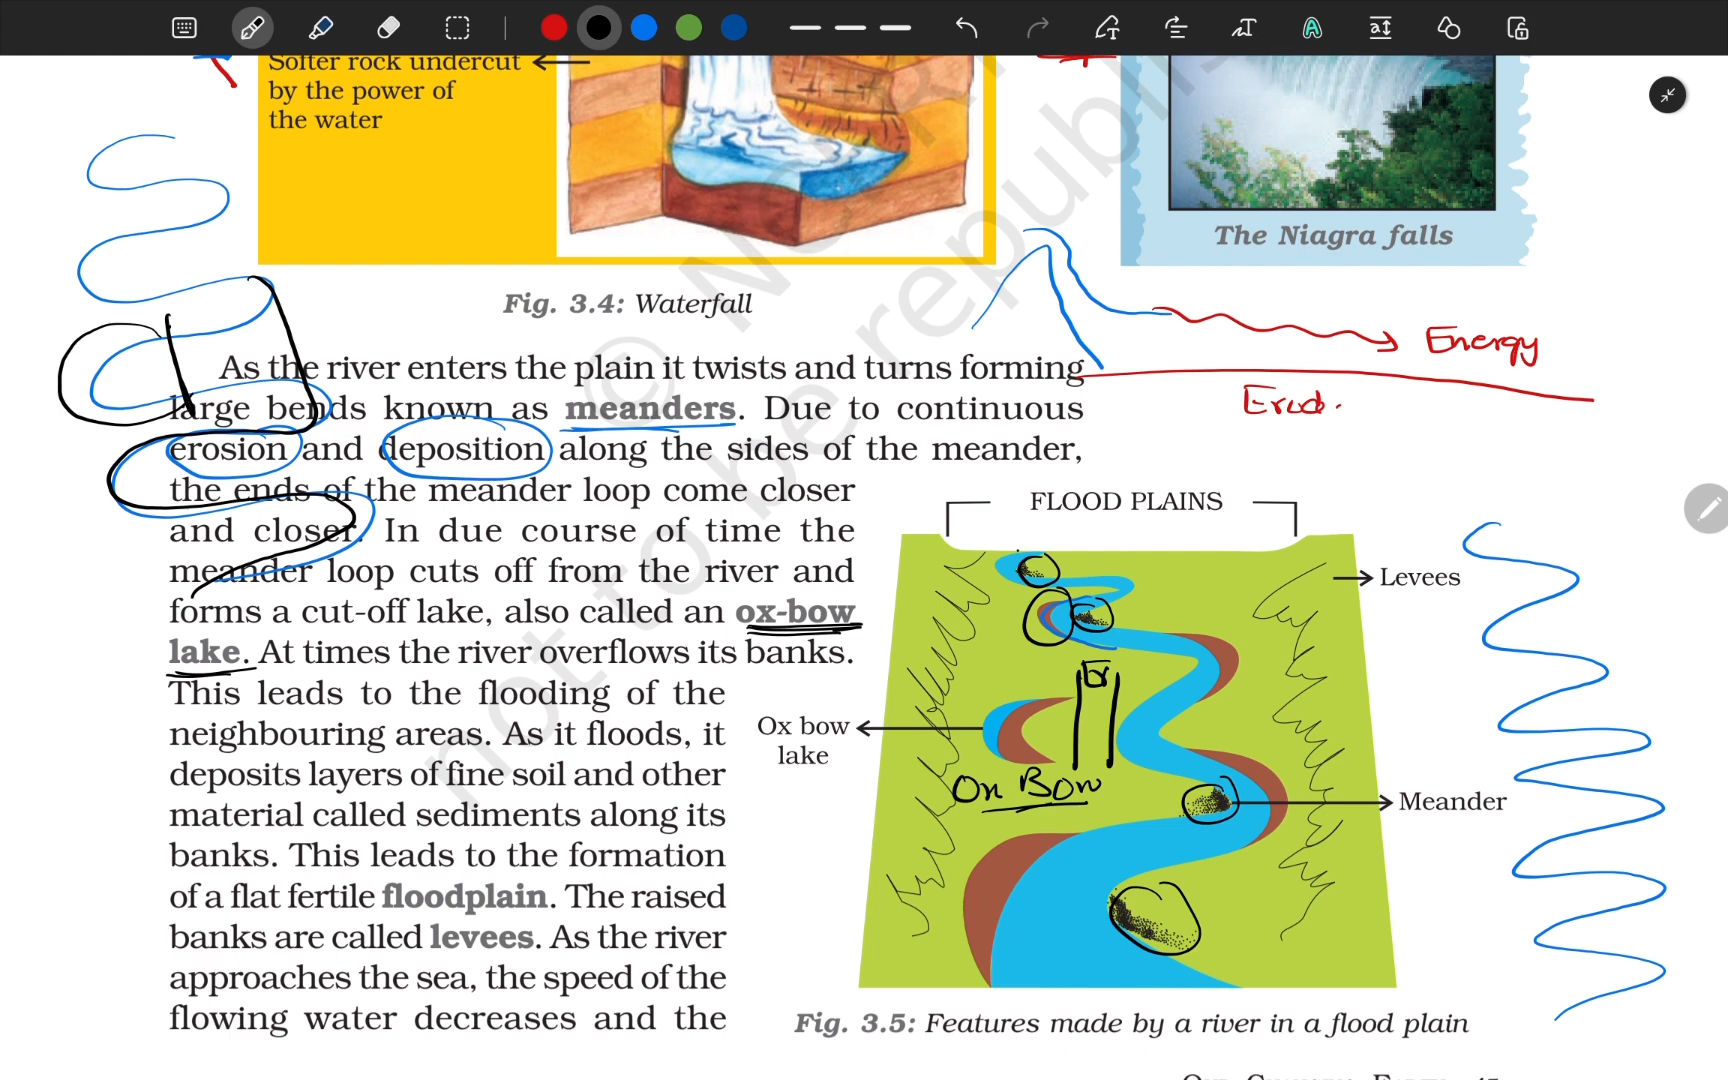 Softer rock undercut
by the power of
the water
The Niagra falls
Fig. 3.4: Waterfall
Energy
Erod.
As the river enters the plain it twists and turns forming
large bends known as meanders. Due to continuous
erosion and deposition along the sides of the meander,
the ends of the meander loop come closer
and closer. In due course of time the
meander loop cuts off from the river and
forms a cut-off lake, also called an ox-bow
lake. At times the river overflows its banks.
This leads to the flooding of the
neighbouring areas. As it floods, it
deposits layers of fine soil and other
material called sediments along its
banks. This leads to the formation
of a flat fertile floodplain. The raised
banks are called levees. As the river
approaches the sea, the speed of the
flowing water decreases and the
FLOOD PLAINS
Levees
Er
Ox bow
lake
Ox Bow
Meander
Fig. 3.5: Features made by a river in a flood plain
not to be republis